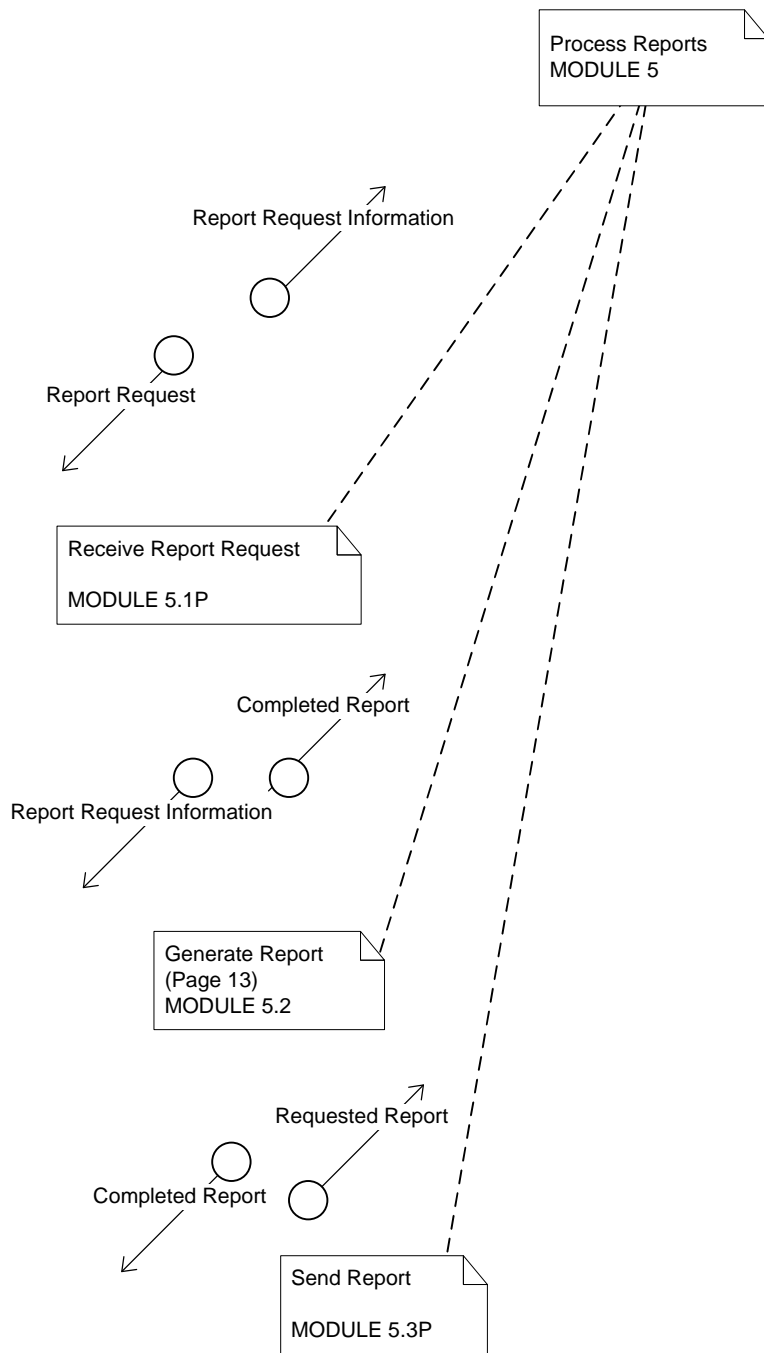 Process Reports
MODULE 5
Report Request Information
Report Request
Receive Report Request
MODULE 5.1P
Completed Report
Report Request Information
Generate Report
(Page 13)
MODULE 5.2
Requested Report
Completed Report
Send Report
MODULE 5.3P